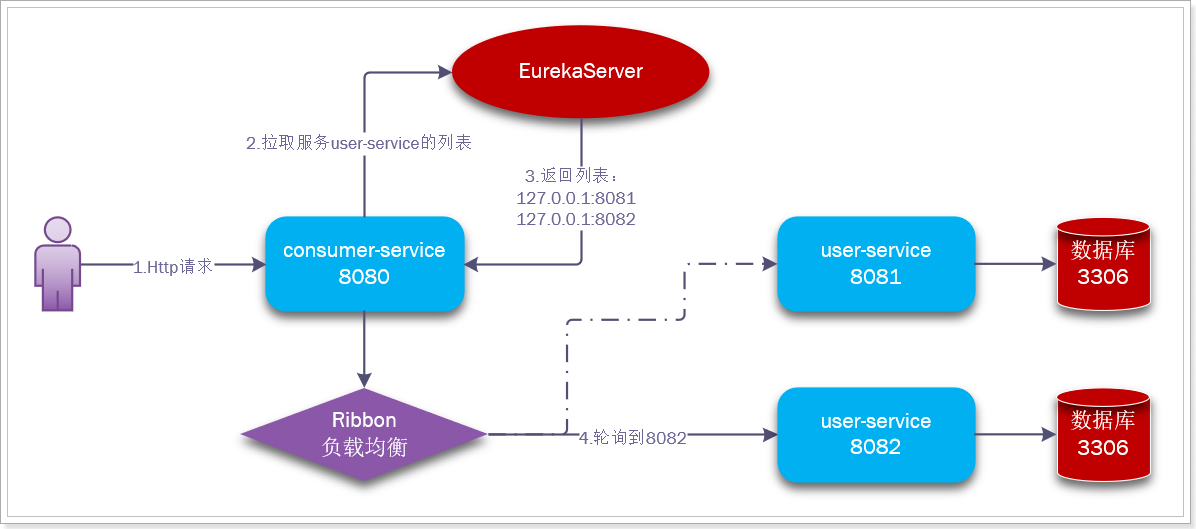 EurekaServer
2.拉取服务user-service的列表
3.返回列表：
127.0.0.1:8081
127.0.0.1:8082
1.Http请求
consumer-service
8080
user-service
8081
数据库
3306
Ribbon
负载均衡
4.轮询到8082
user-service
8082
数据库
3306